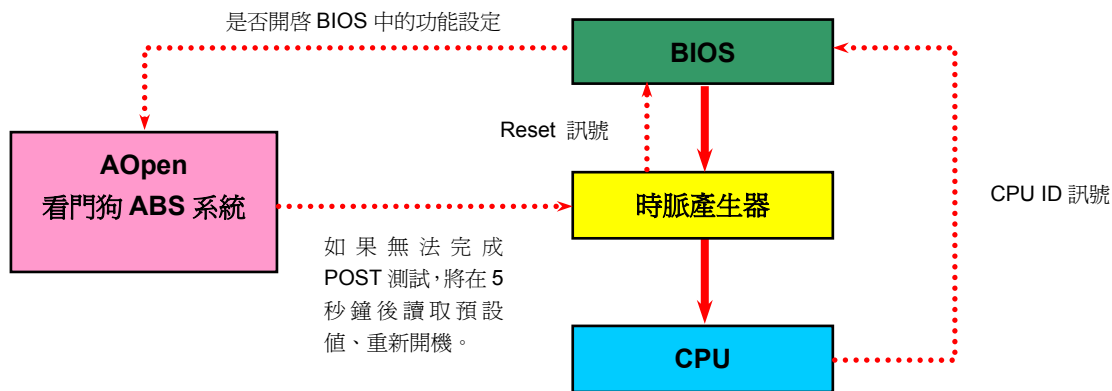 是否開啓 BIOS 中的功能設定
BIOS
Reset 訊號
AOpen
看門狗 ABS 系統
時脈產生器
CPU ID 訊號
如果無法完成
POST 測試，將在 5
秒鐘後讀取預設
值、重新開機。
CPU